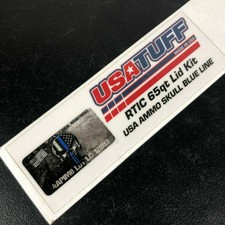 USATUFF
RTIC 65qt Lid Kit
USA AMMO SKULL BLUE LINE